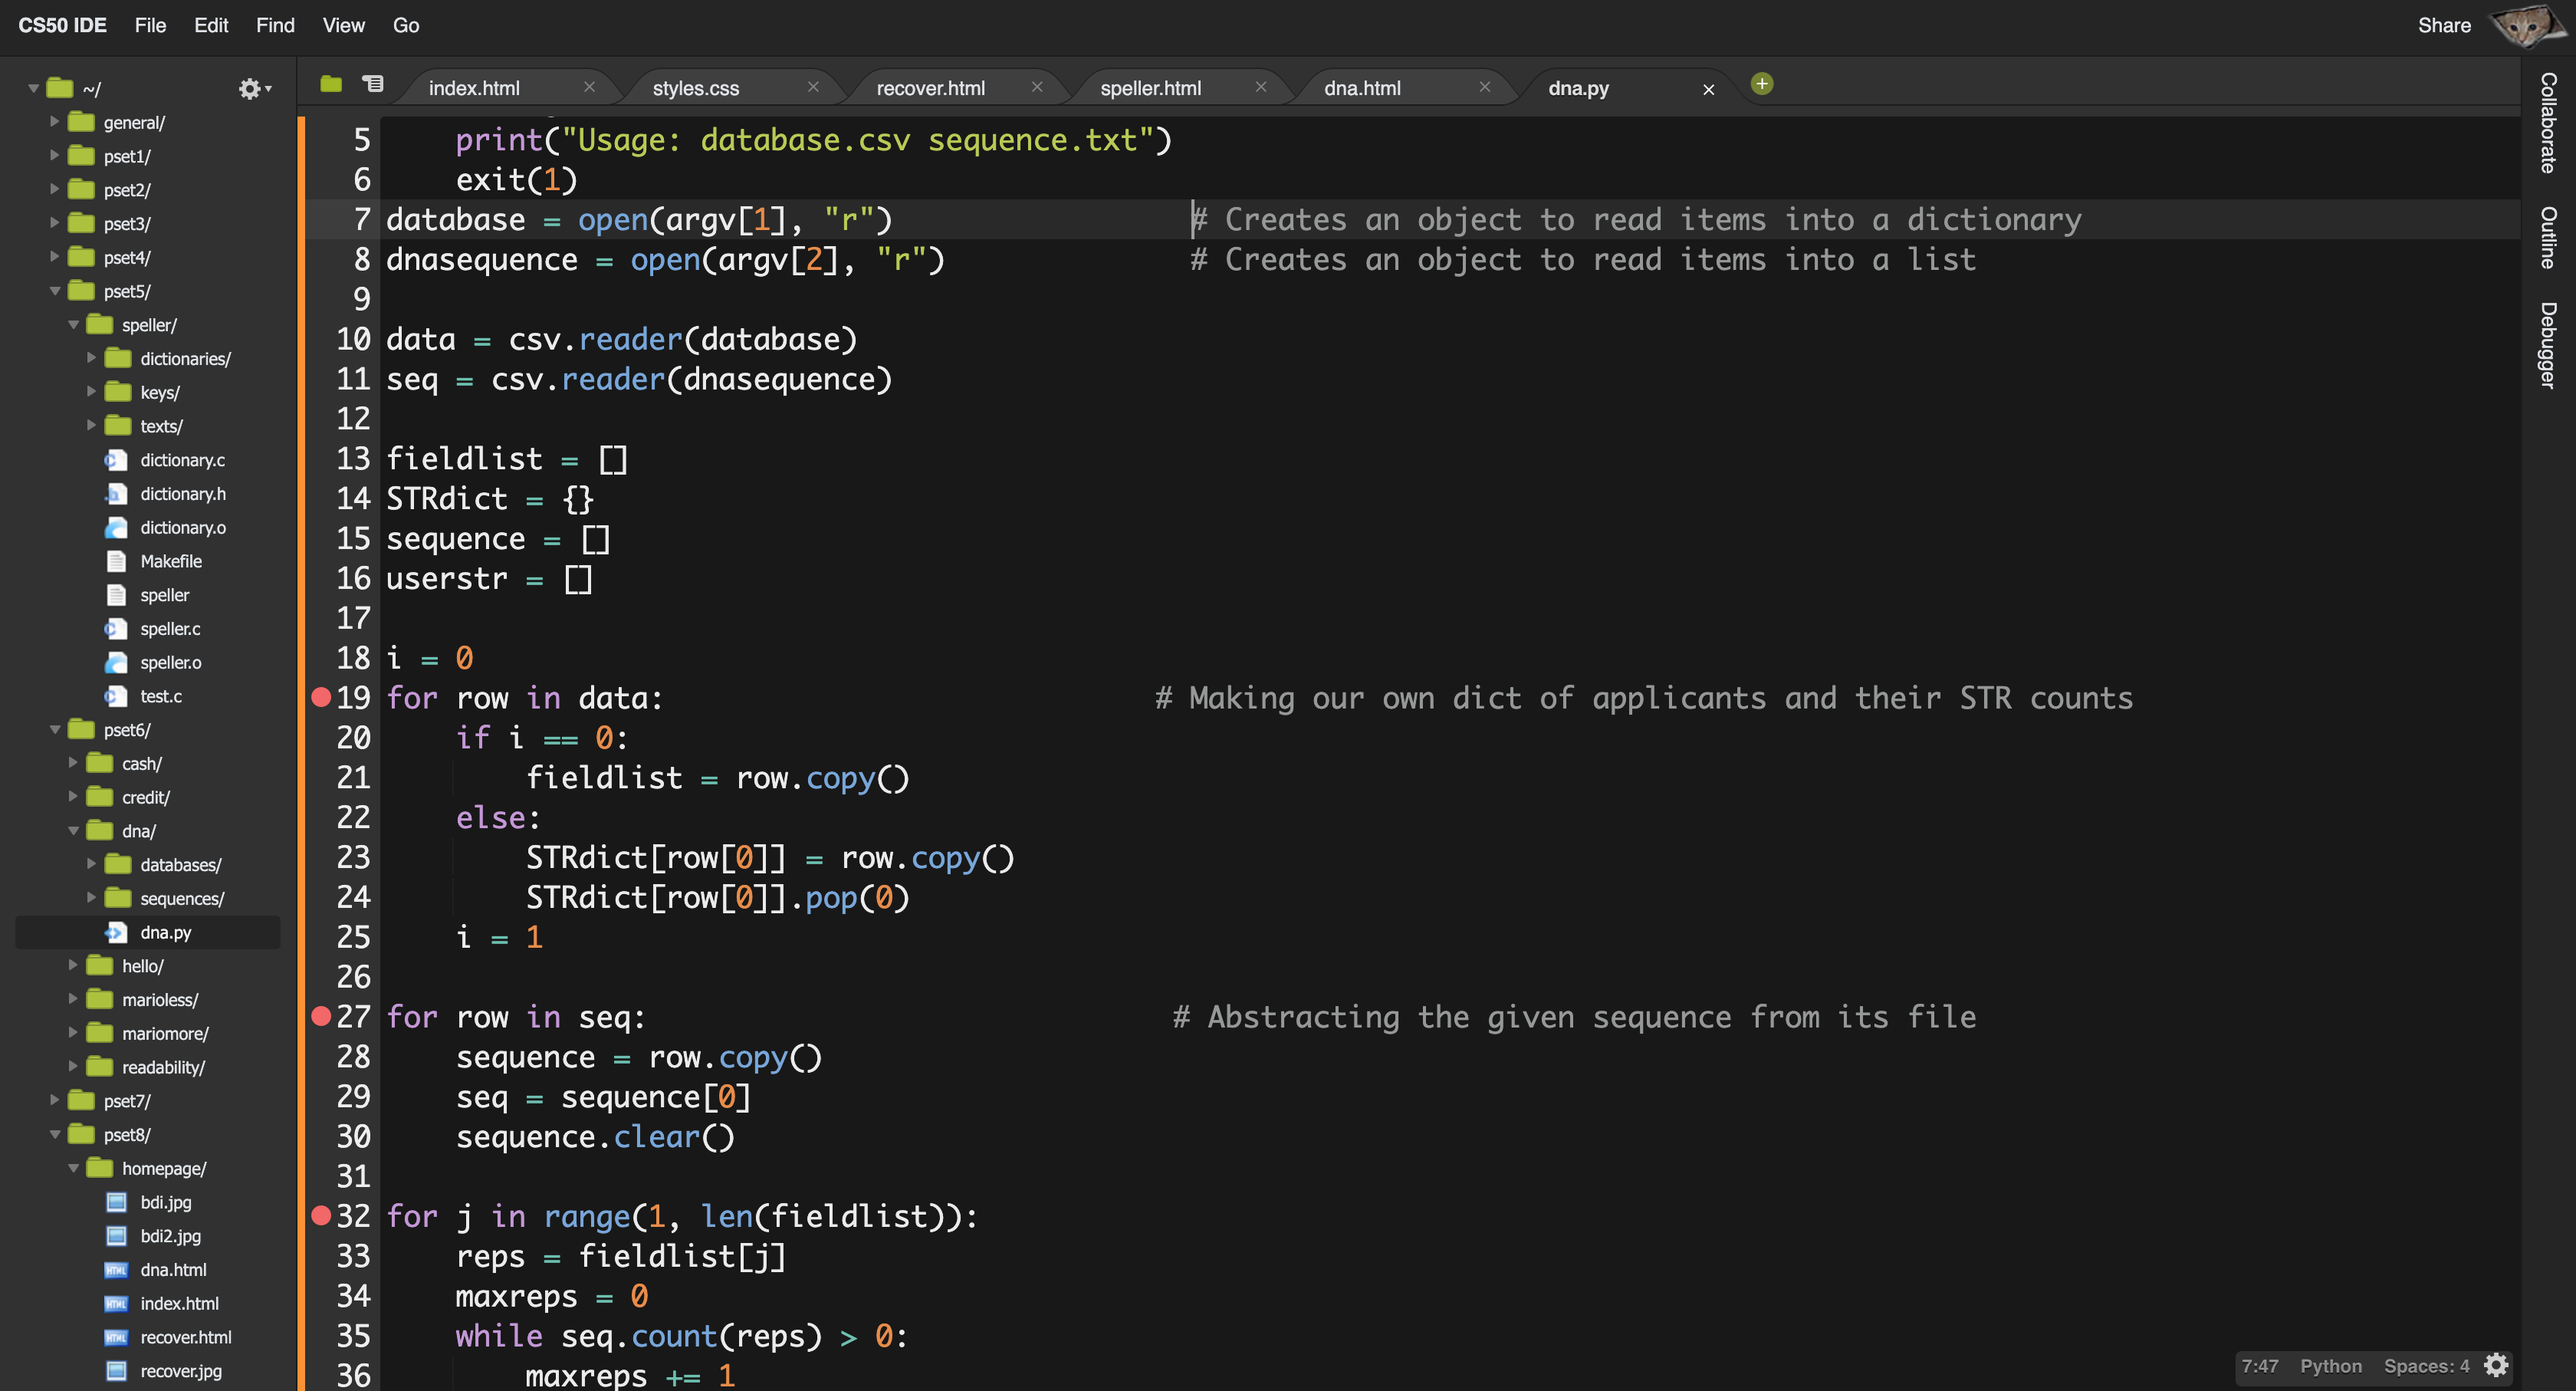 CS50 IDE File Edit Find View Go Share
~/
general/
pset1/
pset2/
pset3/
pset4/
pset5/
speller/
dictionaries/
keys/
texts/
dictionary.c
dictionary.h
dictionary.o
Makefile
speller
speller.c
speller.o
test.c
pset6/
cash/
credit/
dna/
databases/
sequences/
dna.py
hello/
marioless/
mariomore/
readability/
pset7/
pset8/
homepage/
bdi.jpg
bdi2.jpg
dna.html
index.html
recover.html
recover.jpg
index.html styles.css recover.html speller.html dna.html dna.py
5     print("Usage: database.csv sequence.txt")
6     exit(1)
7 database = open(argv[1], "r")                 # Creates an object to read items into a dictionary
8 dnasequence = open(argv[2], "r")              # Creates an object to read items into a list
9
10 data = csv.reader(database)
11 seq = csv.reader(dnasequence)
12
13 fieldlist = []
14 STRdict = {}
15 sequence = []
16 userstr = []
17
18 i = 0
19 for row in data:                            # Making our own dict of applicants and their STR counts
20     if i == 0:
21         fieldlist = row.copy()
22     else:
23         STRdict[row[0]] = row.copy()
24         STRdict[row[0]].pop(0)
25     i = 1
26
27 for row in seq:                              # Abstracting the given sequence from its file
28     sequence = row.copy()
29     seq = sequence[0]
30     sequence.clear()
31
32 for j in range(1, len(fieldlist)):
33     reps = fieldlist[j]
34     maxreps = 0
35     while seq.count(reps) > 0:
36         maxreps += 1
Collaborate
Outline
Debugger
7:47 Python Spaces: 4